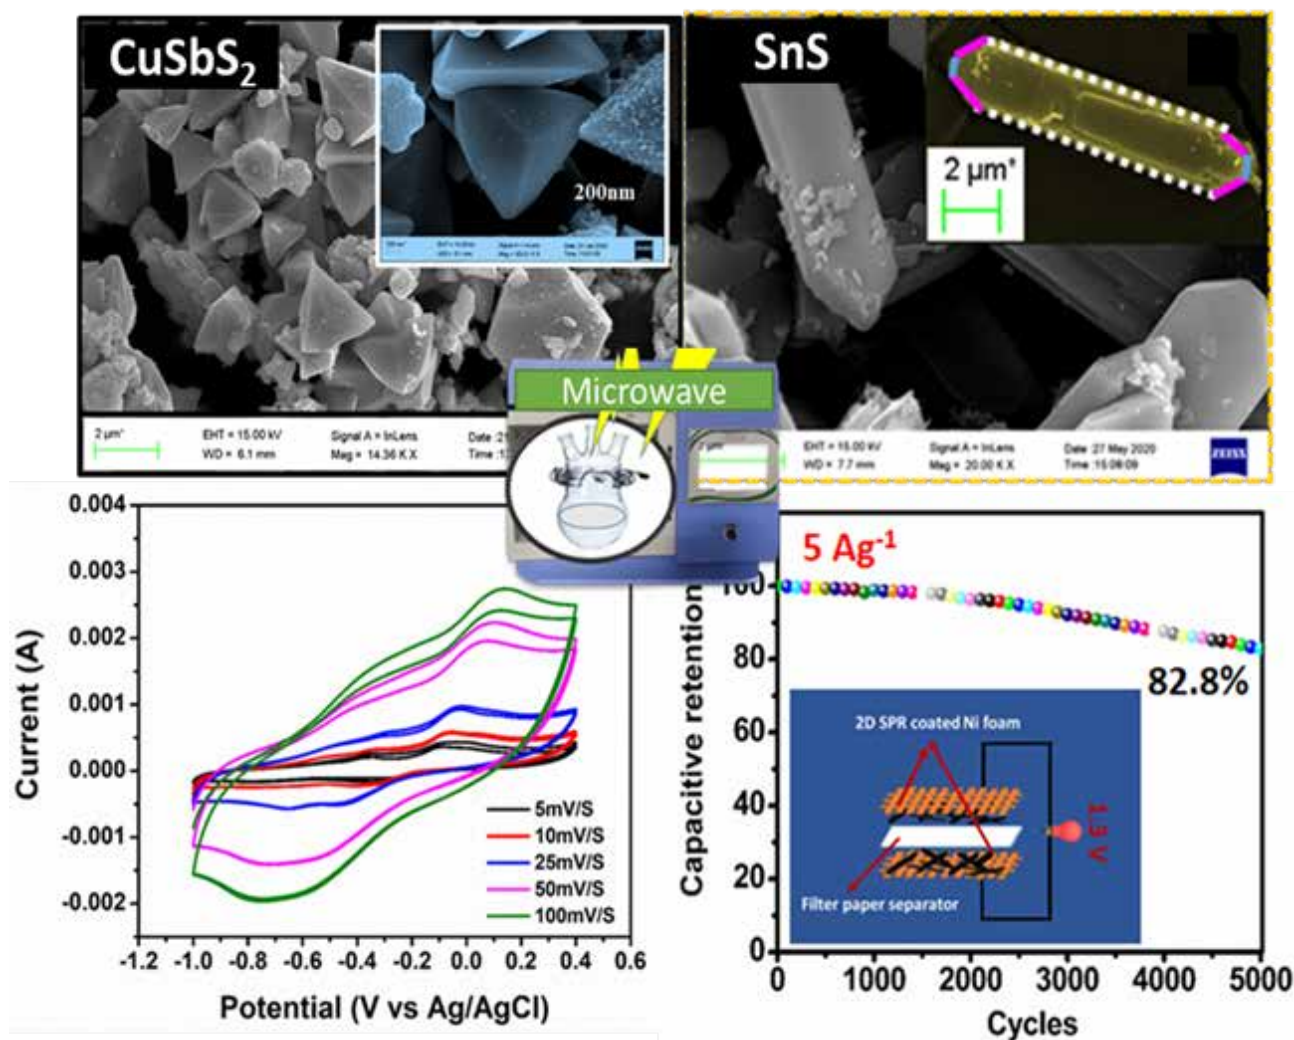 CuSbS2
200nm
2 µm*
EHT = 15.00 kV
WD = 6.1 mm
Signal A = InLens
Mag = 14.36 K X
SnS
2 µm*
EHT = 15.00 kV
WD = 7.7 mm
Signal A = InLens
Mag = 20.00 K X
Date :27 May 2020
Time :15:08:09
ZEISS
Microwave
0.004
0.003
0.002
0.001
0.000
-0.001
-0.002
Current (A)
5mV/S
10mV/S
25mV/S
50mV/S
100mV/S
-1.2 -1.0 -0.8 -0.6 -0.4 -0.2 0.0 0.2 0.4 0.6
Potential (V vs Ag/AgCl)
5 Ag-1
100
80
60
40
20
0
Capacitive retention
82.8%
2D SPR coated Ni foam
1.3 V
Filter paper separator
0 1000 2000 3000 4000 5000
Cycles